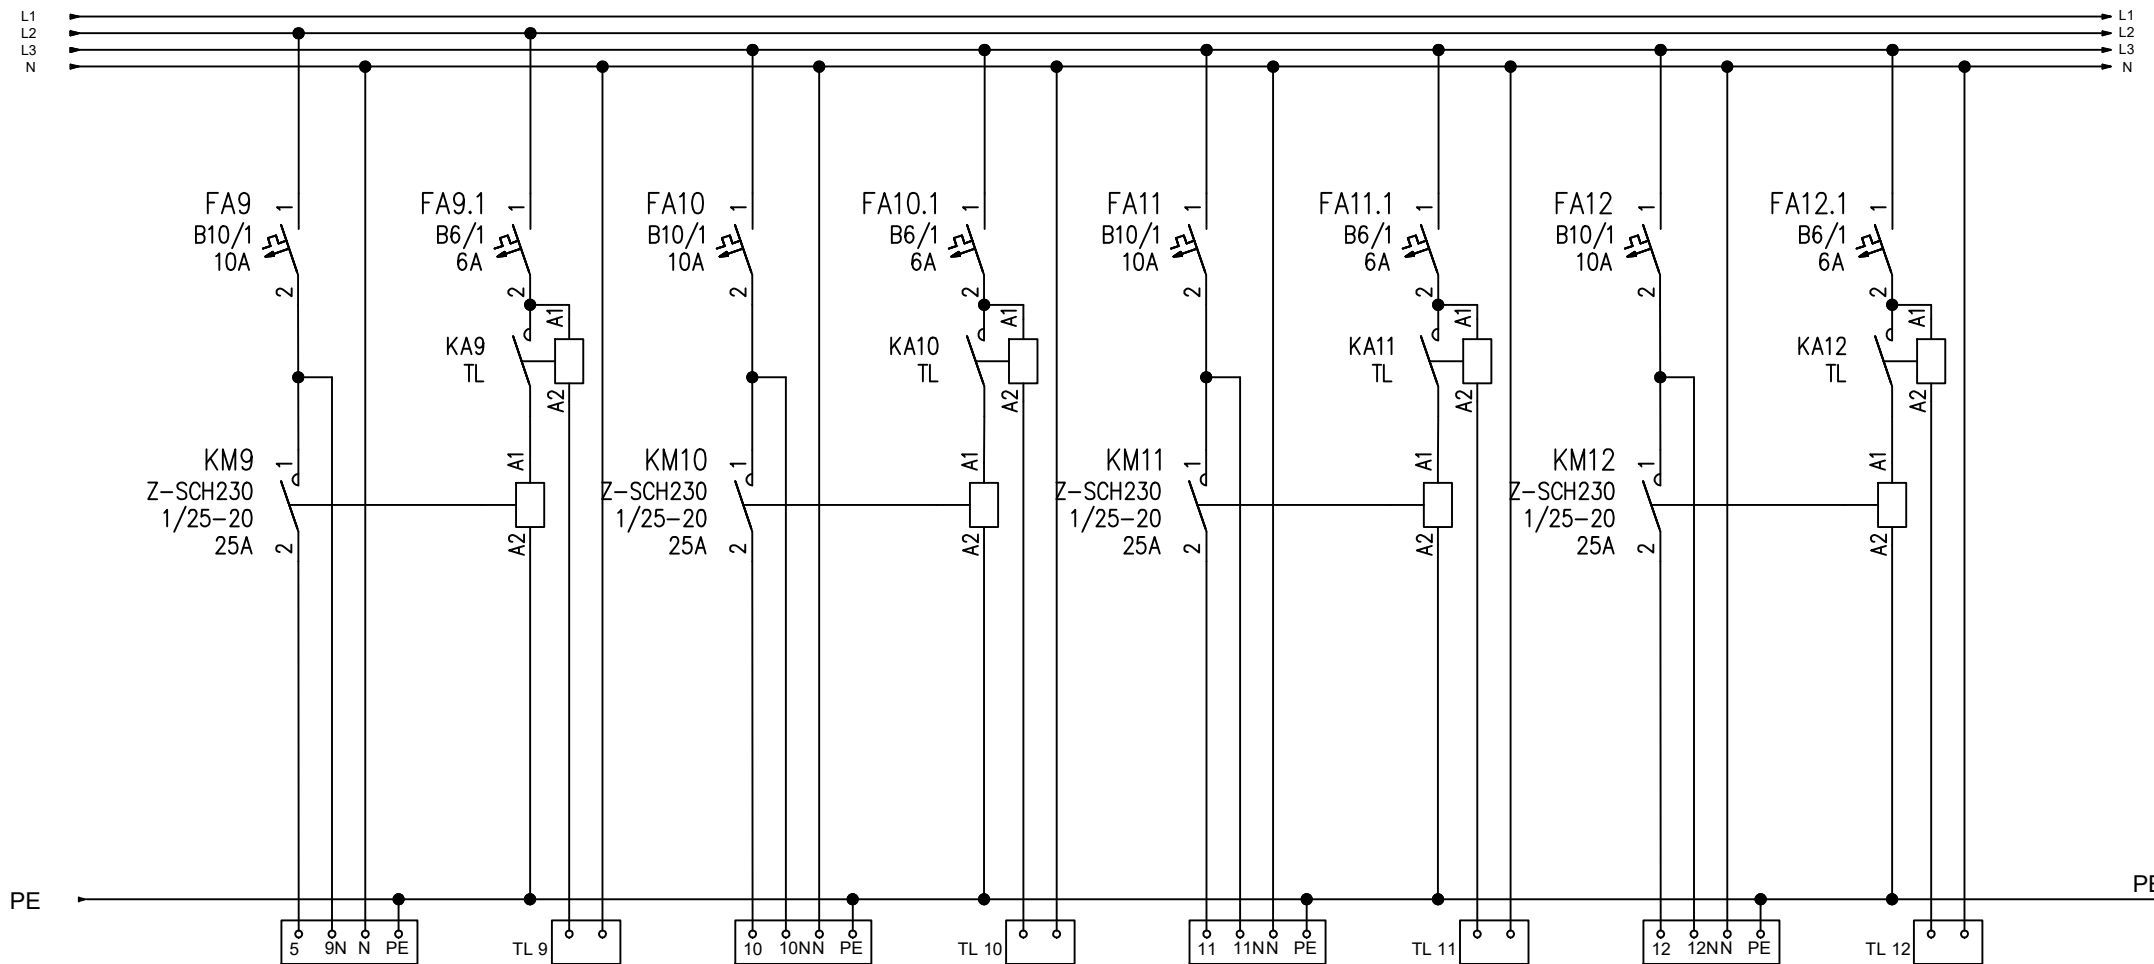 L1 L1
L2 L2
L3 L3
N N
FA9 1 FA9.1 1 FA10 1 FA10.1 1 FA11 1 FA11.1 1 FA12 1 FA12.1 1
B10/1 B6/1 B10/1 B6/1 B10/1 B6/1 B10/1 B6/1
10A 6A 10A 6A 10A 6A 10A 6A
2 2 2 2 2 2 2 2
A1 A1 A1 A1
KA9 KA10 KA11 KA12
TL TL TL TL
A2 A2 A2 A2
KM9 1 A1 KM10 1 A1 KM11 1 A1 KM12 1 A1
Z-SCH230 Z-SCH230 Z-SCH230 Z-SCH230
1/25-20 1/25-20 1/25-20 1/25-20
25A 2 A2 25A 2 A2 25A 2 A2 25A 2 A2
PE PE
5 9N N PE TL 9 10 10N N PE TL 10 11 11N N PE TL 11 12 12N N PE TL 12